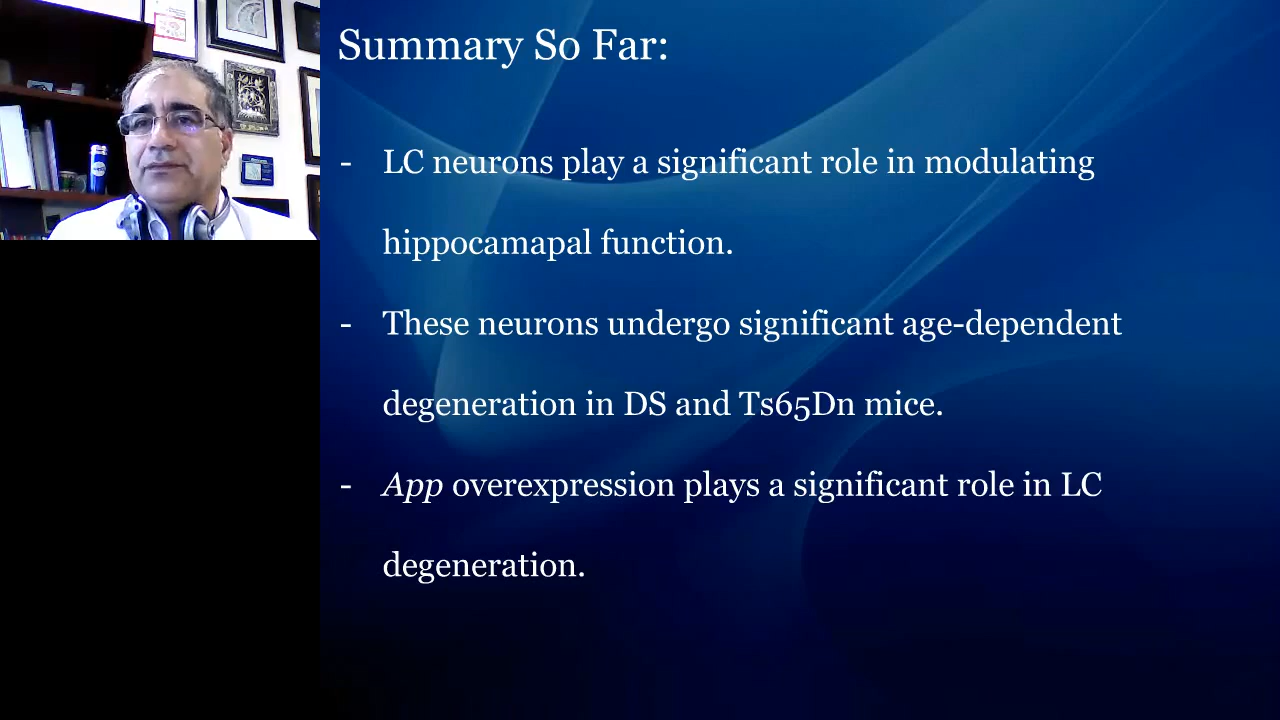 Summary So Far:
- LC neurons play a significant role in modulating
hippocamapal function.
- These neurons undergo significant age-dependent
degeneration in DS and Ts65Dn mice.
- App overexpression plays a significant role in LC
degeneration.